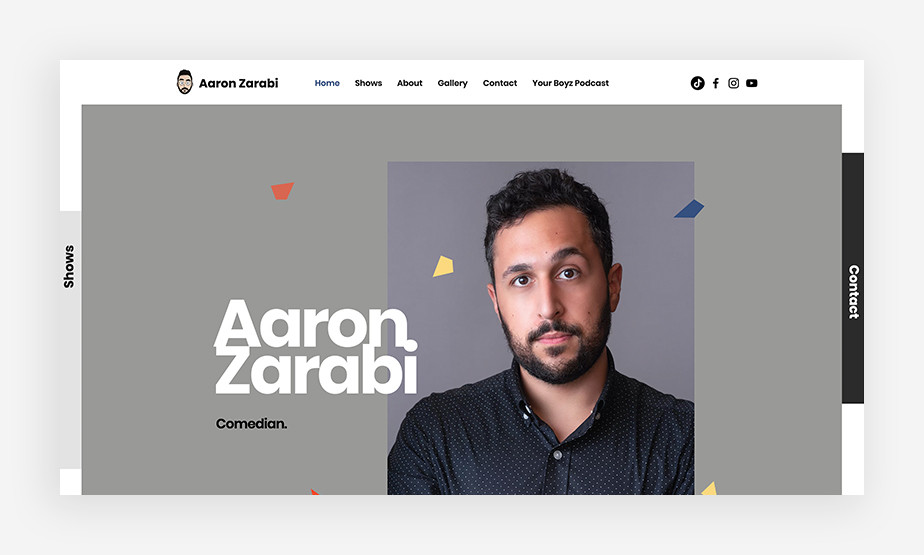 Aaron Zarabi Home Shows About Gallery Contact Your Boyz Podcast
Shows
Contact
Aaron
Zarabi
Comedian.